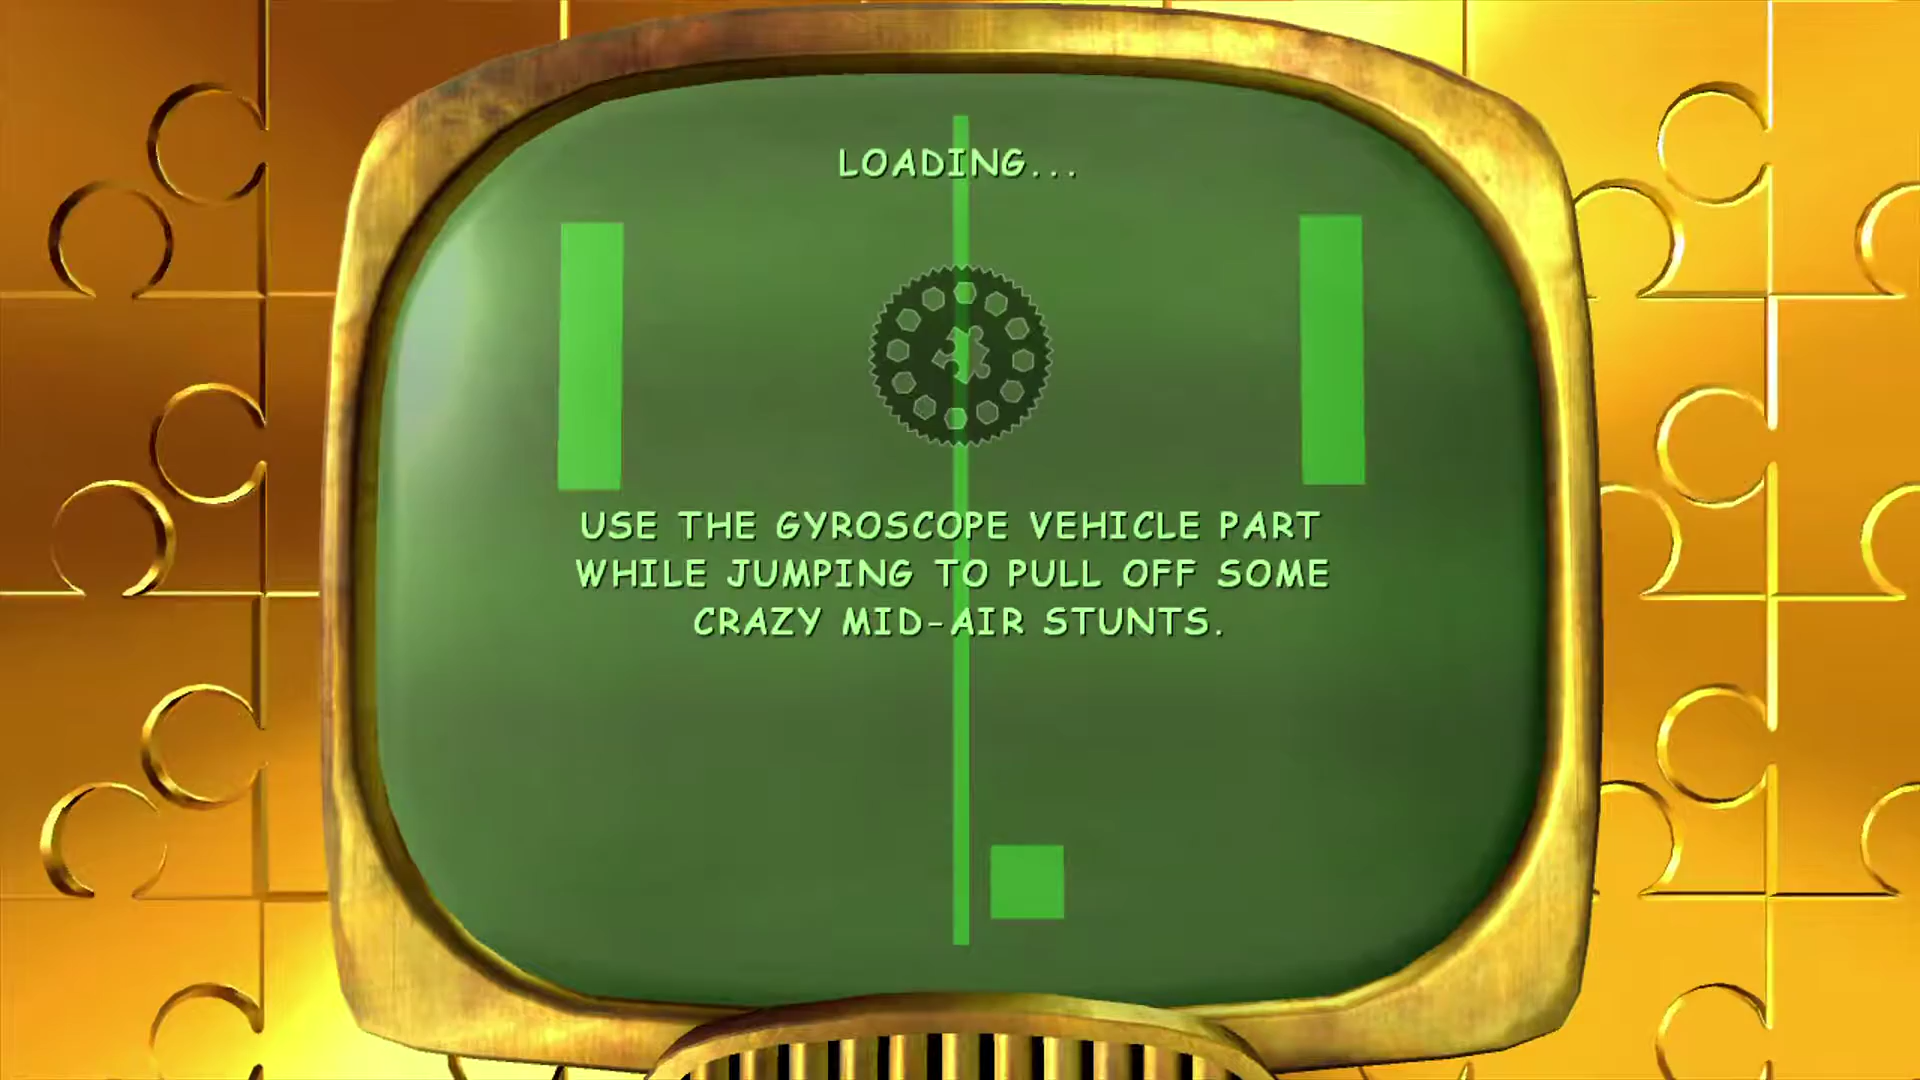 LOADING...
USE THE GYROSCOPE VEHICLE PART
WHILE JUMPING TO PULL OFF SOME
CRAZY MID-AIR STUNTS.